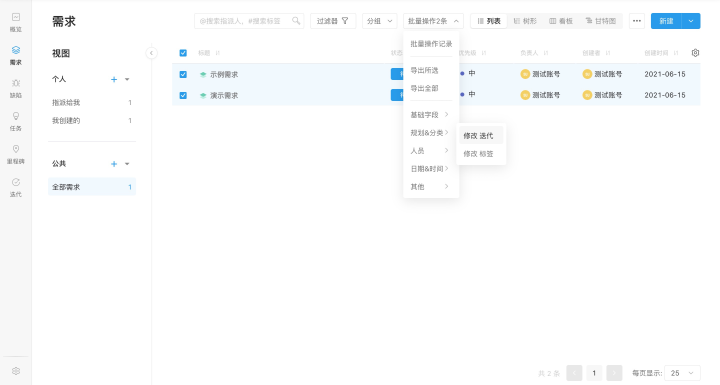 概览
需求
缺陷
任务
里程碑
迭代
需求
视图
个人
指派给我 1
我创建的 1
公共
全部需求 1
@搜索指派人，#搜索标签
过滤器
分组
批量操作2条
列表
树形
看板
甘特图
新建
标题
优先级
负责人
创建者
创建时间
示例需求 中 测试账号 测试账号 2021-06-15
演示需求 中 测试账号 测试账号 2021-06-15
批量操作记录
导出所选
导出全部
基础字段
规划&分类
人员
日期&时间
其他
修改 迭代
修改 标签
共 2 条
1
每页显示: 25